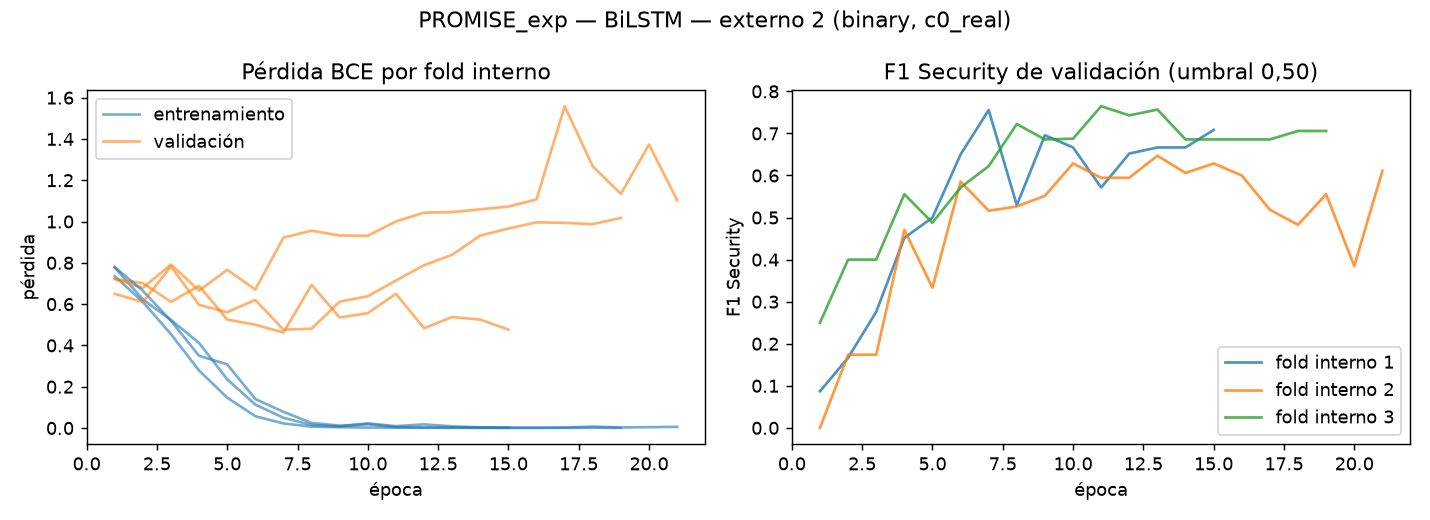 PROMISE_exp — BiLSTM — externo 2 (binary, c0_real)
Pérdida BCE por fold interno
pérdida
1.6
1.4
1.2
1.0
0.8
0.6
0.4
0.2
0.0
entrenamiento
validación
0.0 2.5 5.0 7.5 10.0 12.5 15.0 17.5 20.0
época
F1 Security de validación (umbral 0,50)
F1 Security
0.8
0.7
0.6
0.5
0.4
0.3
0.2
0.1
0.0
fold interno 1
fold interno 2
fold interno 3
0.0 2.5 5.0 7.5 10.0 12.5 15.0 17.5 20.0
época